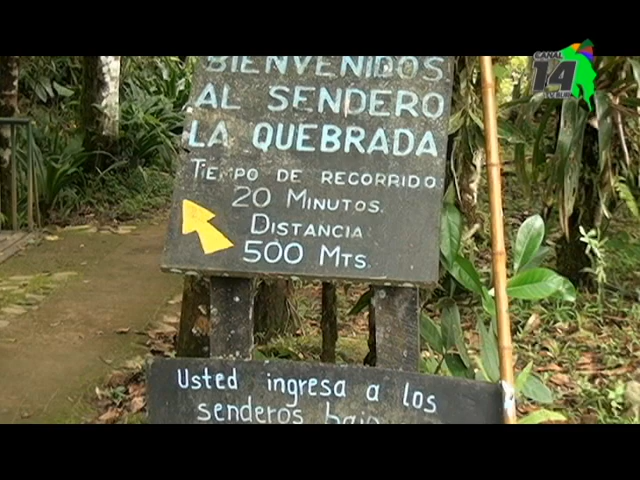 CANAL
14
BIENVENIDOS
AL SENDERO
LA QUEBRADA
TIEMPO DE RECORRIDO
20 MINUTOS.
DISTANCIA
500 MTS.
Usted ingresa a los
senderos bajo